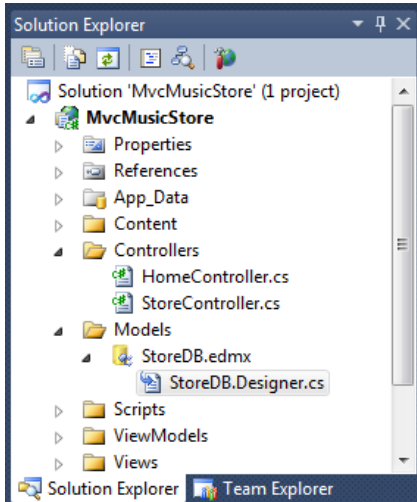 Solution Explorer
Solution 'MvcMusicStore' (1 project)
MvcMusicStore
Properties
References
App_Data
Content
Controllers
HomeController.cs
StoreController.cs
Models
StoreDB.edmx
StoreDB.Designer.cs
Scripts
ViewModels
Views
Solution Explorer Team Explorer